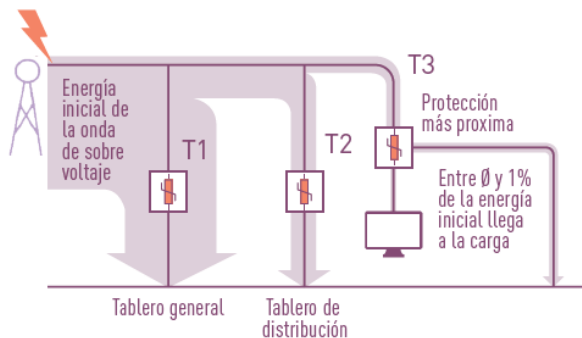 Energía
inicial de
la onda
de sobre
voltaje
T1
T2
T3
Protección
más proxima
Entre Ø y 1%
de la energía
inicial llega
a la carga
Tablero general
Tablero de
distribución